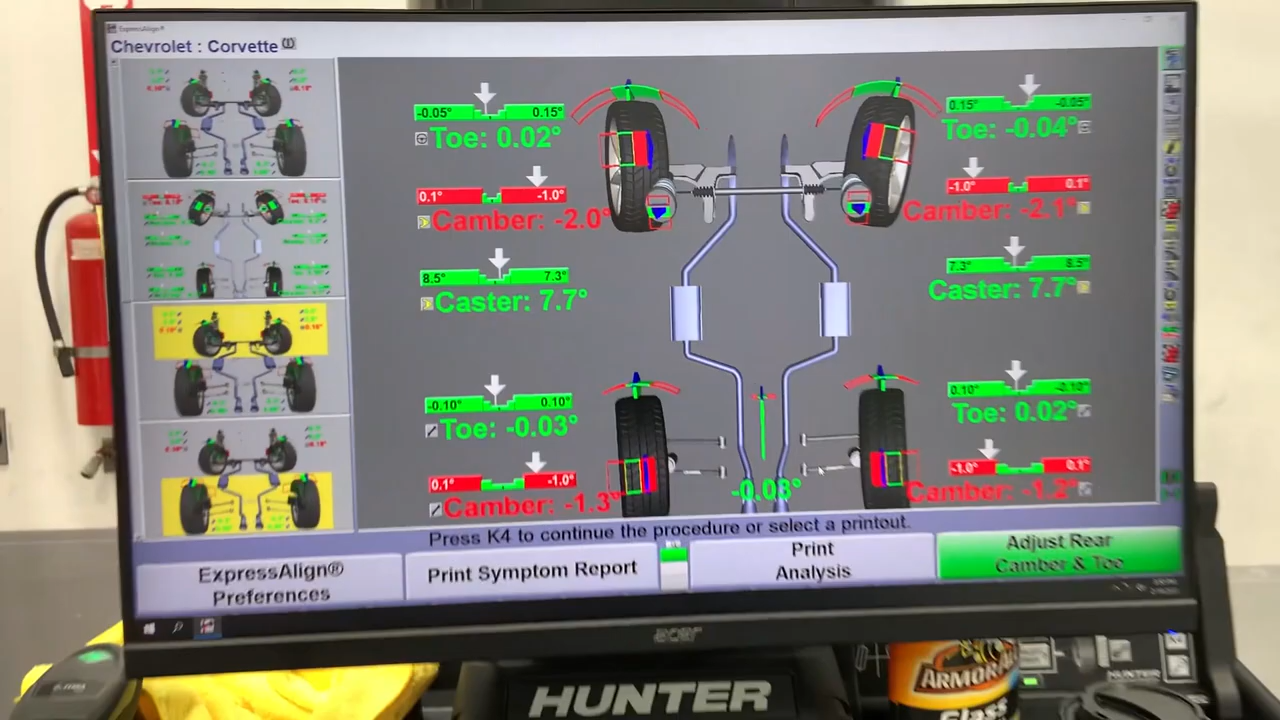 ExpressAlign®
Chevrolet : Corvette
-0.05° 0.15°
Toe: 0.02°
0.1° -1.0°
Camber: -2.0°
8.5° 7.3°
Caster: 7.7°
-0.10° 0.10°
Toe: -0.03°
0.1° -1.0°
Camber: -1.3°
0.15° -0.05°
Toe: -0.04°
-1.0° 0.1°
Camber: -2.1°
7.3° 8.5°
Caster: 7.7°
0.10° -0.10°
Toe: 0.02°
-1.0° 0.1°
Camber: -1.2°
-0.03°
Press K4 to continue the procedure or select a printout.
ExpressAlign®
Preferences
Print Symptom Report
Print
Analysis
Adjust Rear
Camber & Toe
acer
HUNTER
HUNTER
ARMOR ALL
Glass